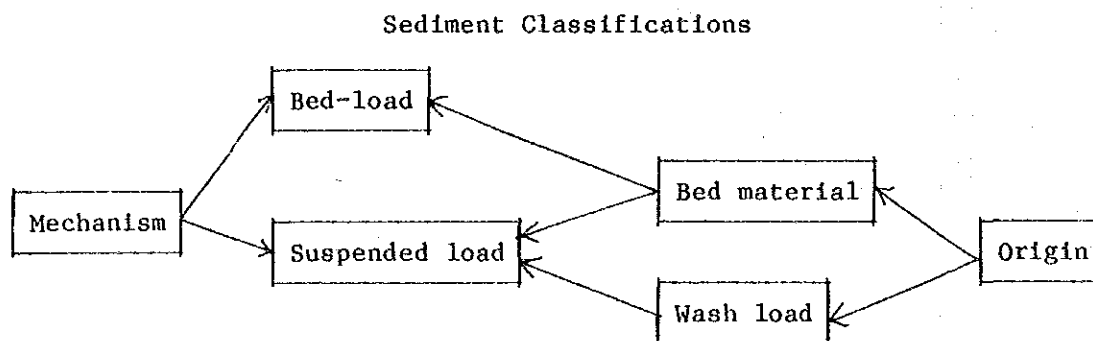 Sediment Classifications
Bed-load
Bed material
Mechanism
Suspended load
Origin
Wash load